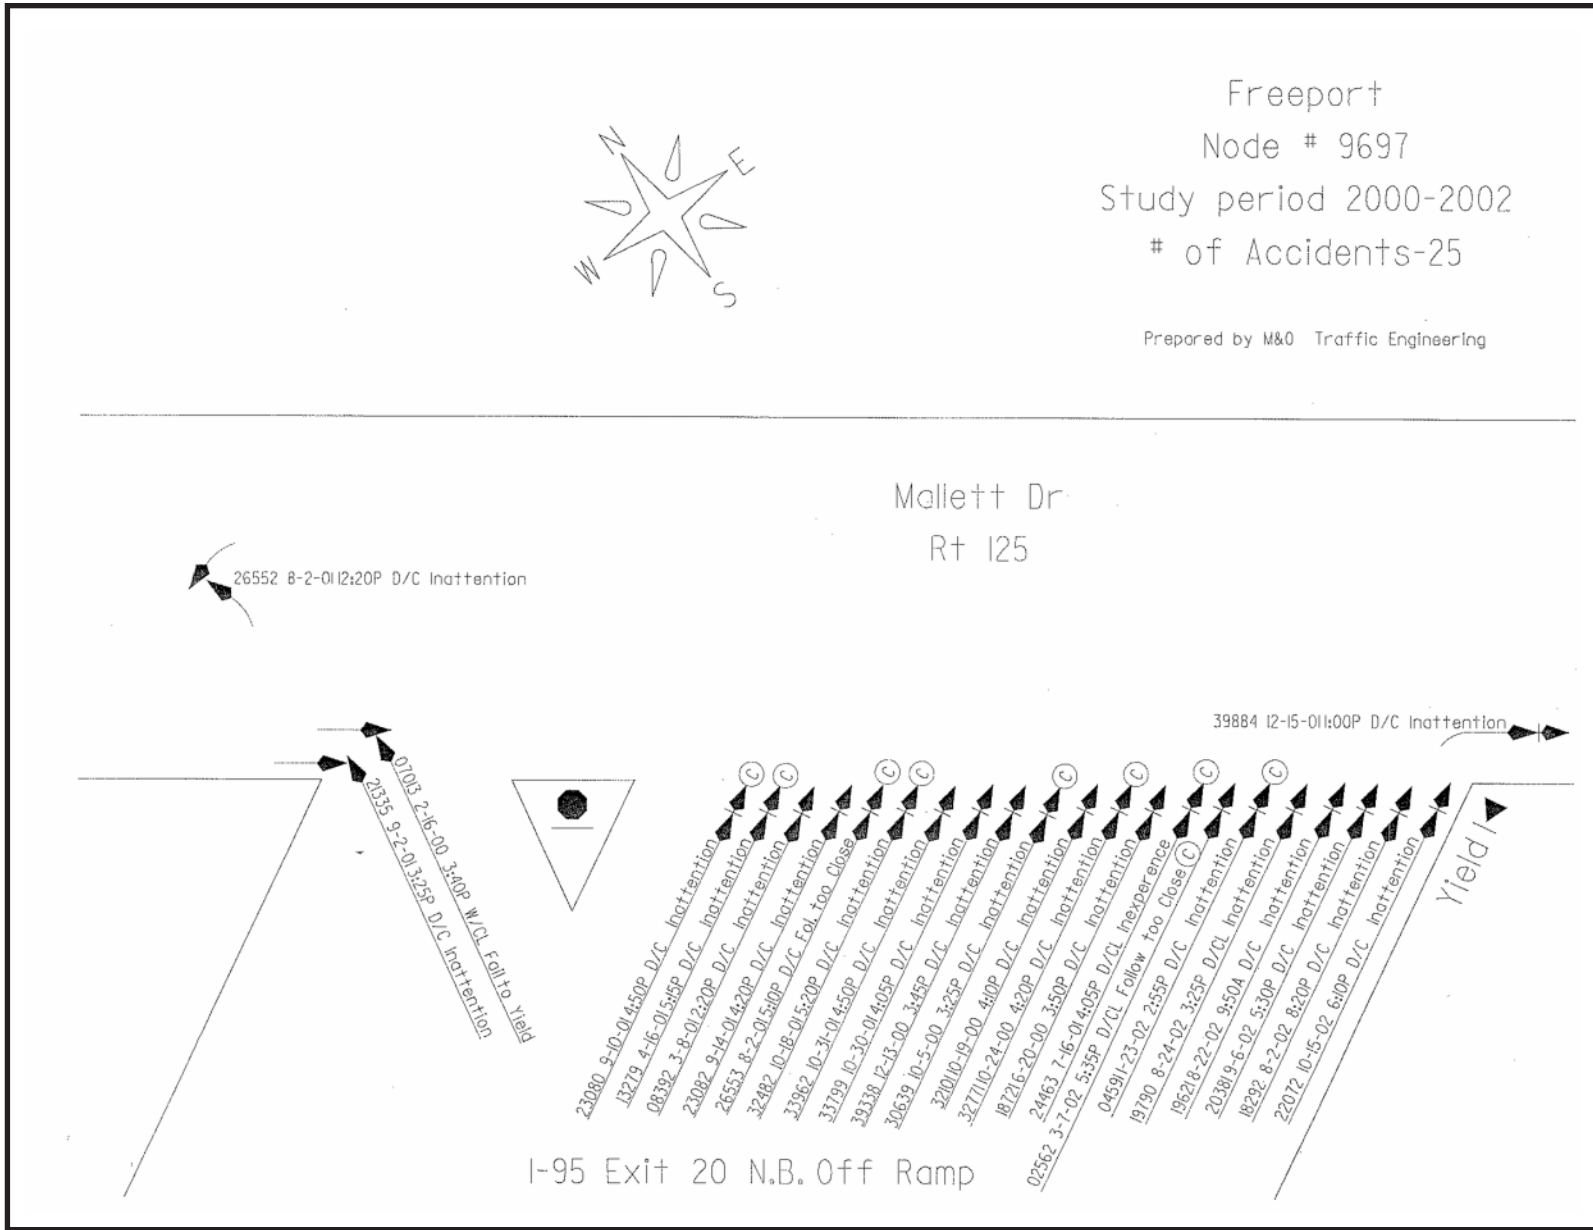 Freeport
Node # 9697
Study period 2000-2002
# of Accidents-25
Prepared by M&O Traffic Engineering
N
E
W
S
Mallett Dr
Rt 125
26552 8-2-01 12:20P D/C Inattention
39884 12-15-01 1:00P D/C Inattention
07013 2-16-00 3:40P W/CL Fail to Yield
21335 9-2-01 3:25P D/C Inattention
C
C
C
C
C
C
C
C
C
23080 9-10-01 4:50P D/C Inattention
13279 4-16-01 5:15P D/C Inattention
08392 3-8-01 2:20P D/C Inattention
23082 9-14-01 4:20P D/C Inattention
26553 8-2-01 5:10P D/C Fol. too Close
32482 10-18-01 5:20P D/C Inattention
33962 10-31-01 4:50P D/C Inattention
33799 10-30-01 4:05P D/C Inattention
39338 12-13-00 3:45P D/C Inattention
30639 10-5-00 3:25P D/C Inattention
32101 10-19-00 4:10P D/C Inattention
32771 10-24-00 4:20P D/C Inattention
18721 6-20-00 3:50P D/C Inattention
24463 7-16-01 4:05P D/CL Inexperence
02562 3-7-02 5:35P D/CL Follow too Close
04591 1-23-02 2:55P D/C Inattention
19790 8-24-02 3:25P D/CL Inattention
19621 8-22-02 9:50A D/C Inattention
20381 9-6-02 5:30P D/C Inattention
18292 8-2-02 8:20P D/C Inattention
22072 10-15-02 6:10P D/C Inattention
Yield
I-95 Exit 20 N.B. Off Ramp